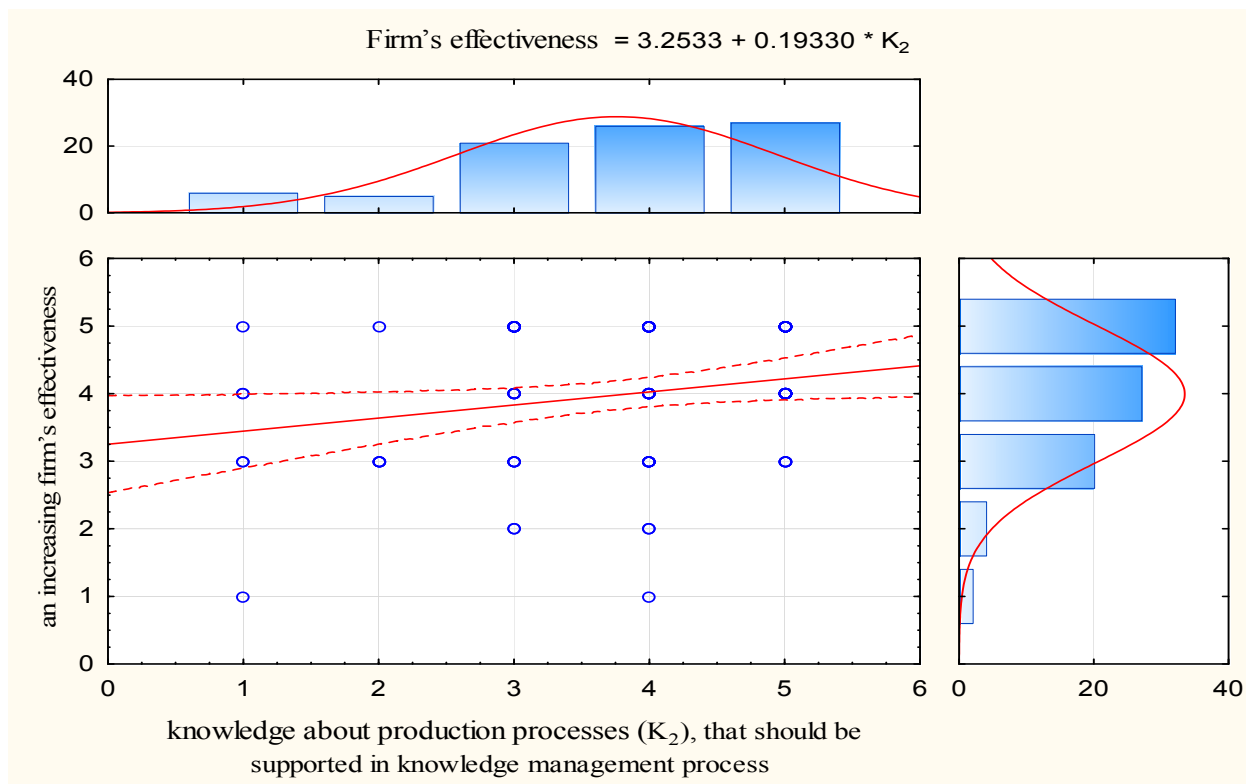 Firm's effectiveness = 3.2533 + 0.19330 * K₂
40
20
0
6
5
4
3
2
1
0
an increasing firm's effectiveness
0 1 2 3 4 5 6
0 20 40
knowledge about production processes (K₂), that should be
supported in knowledge management process